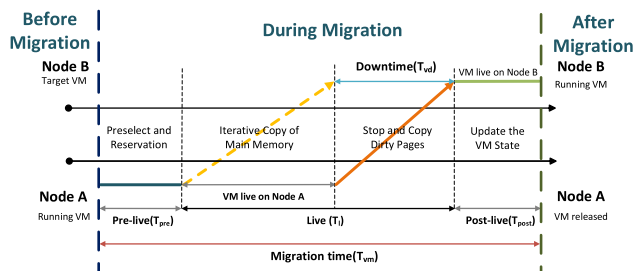 Before
Migration
During Migration
After
Migration
Node B
Target VM
Downtime(Tvd)
VM live on Node B
Node B
Running VM
Preselect and
Reservation
Iterative Copy of
Main Memory
Stop and Copy
Dirty Pages
Update the
VM State
Node A
Running VM
VM live on Node A
Node A
VM released
Pre-live(Tpre)
Live (Tl)
Post-live(Tpost)
Migration time(Tvm)